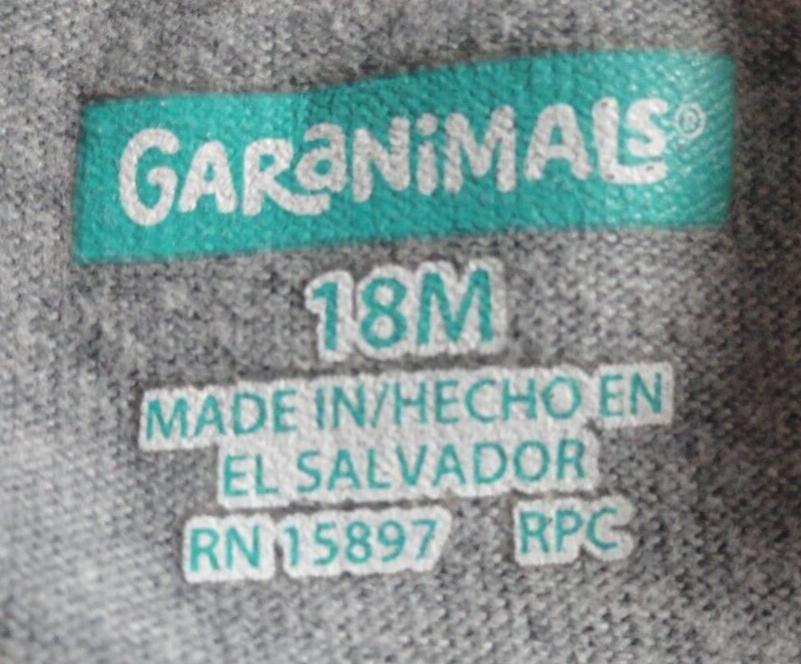 GARANIMALS®
18M
MADE IN/HECHO EN
EL SALVADOR
RN 15897 RPC